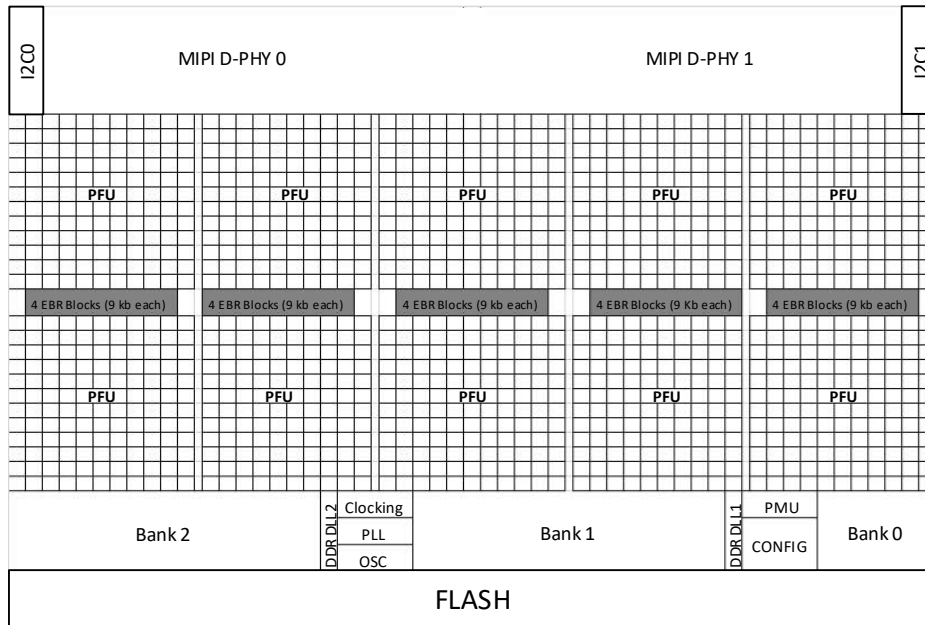 I2C0
MIPI D-PHY 0
MIPI D-PHY 1
I2C1
PFU
PFU
PFU
PFU
PFU
4 EBR Blocks (9 kb each)
4 EBR Blocks (9 kb each)
4 EBR Blocks (9 kb each)
4 EBR Blocks (9 Kb each)
4 EBR Blocks (9 kb each)
PFU
PFU
PFU
PFU
PFU
Bank 2
DDR DLL2
Clocking
PLL
OSC
Bank 1
DDR DLL1
PMU
CONFIG
Bank 0
FLASH